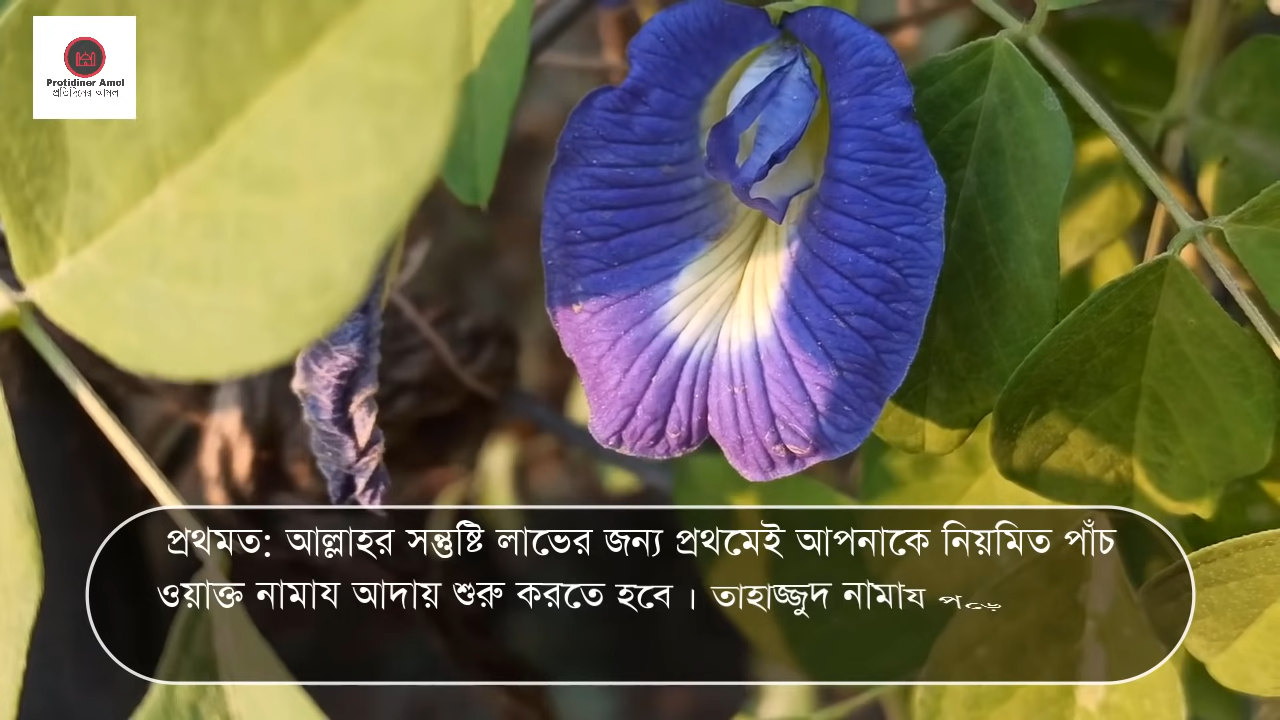 Protidiner Amol
প্রতিদিনের আমল
প্রথমত: আল্লাহর সন্তুষ্টি লাভের জন্য প্রথমেই আপনাকে নিয়মিত পাঁচ
ওয়াক্ত নামায আদায় শুরু করতে হবে। তাহাজ্জুদ নামায